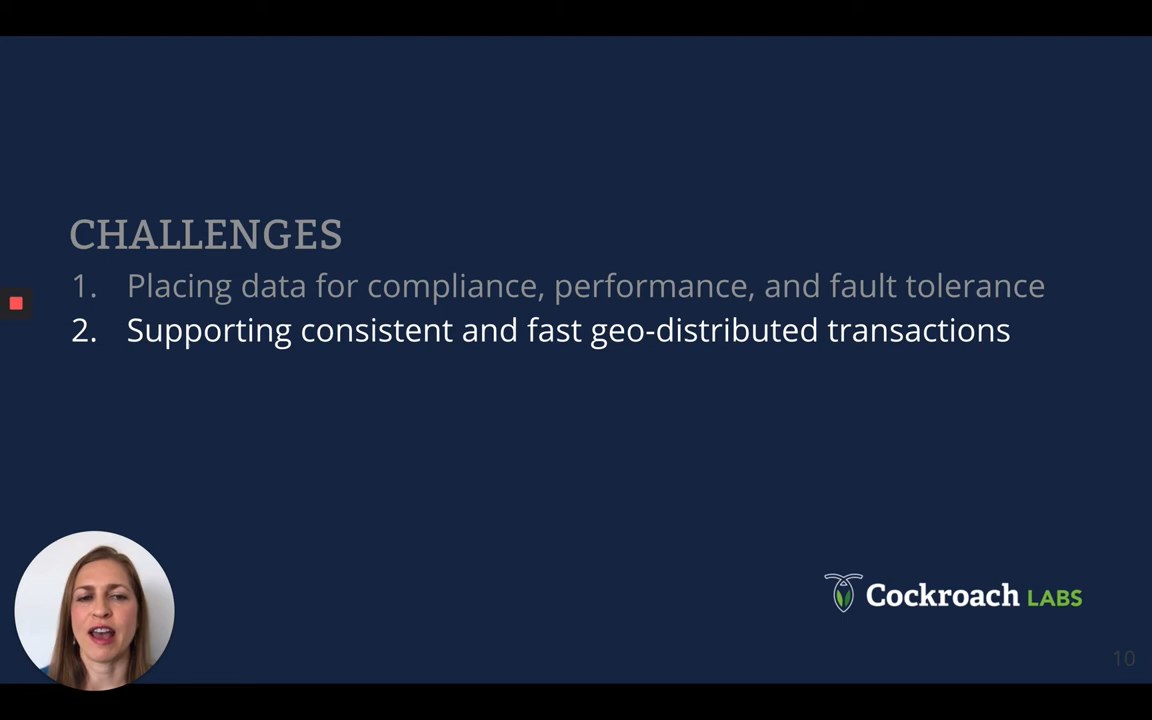 CHALLENGES
1. Placing data for compliance, performance, and fault tolerance
2. Supporting consistent and fast geo-distributed transactions
Cockroach LABS
10